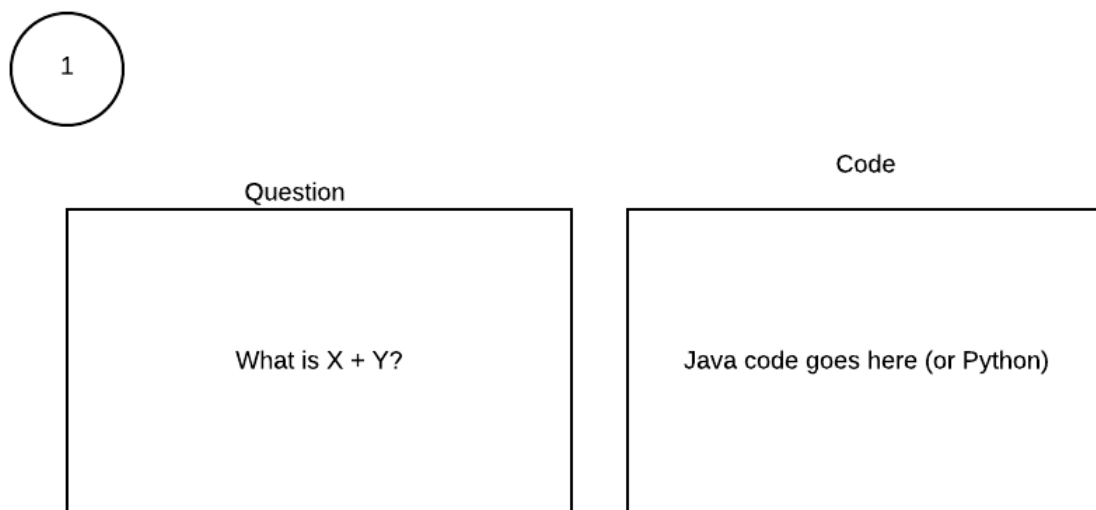 1
Question
Code
What is X + Y?
Java code goes here (or Python)